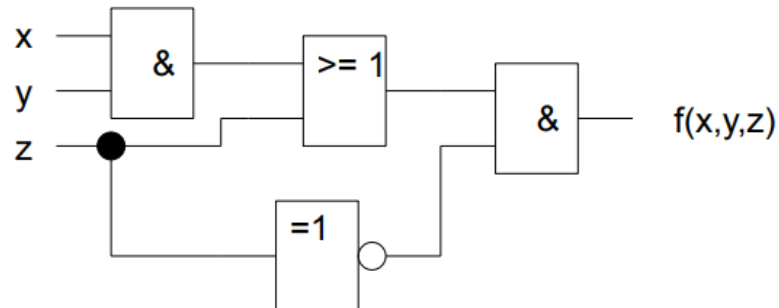 x
&
>= 1
y
&
f(x,y,z)
z
=1